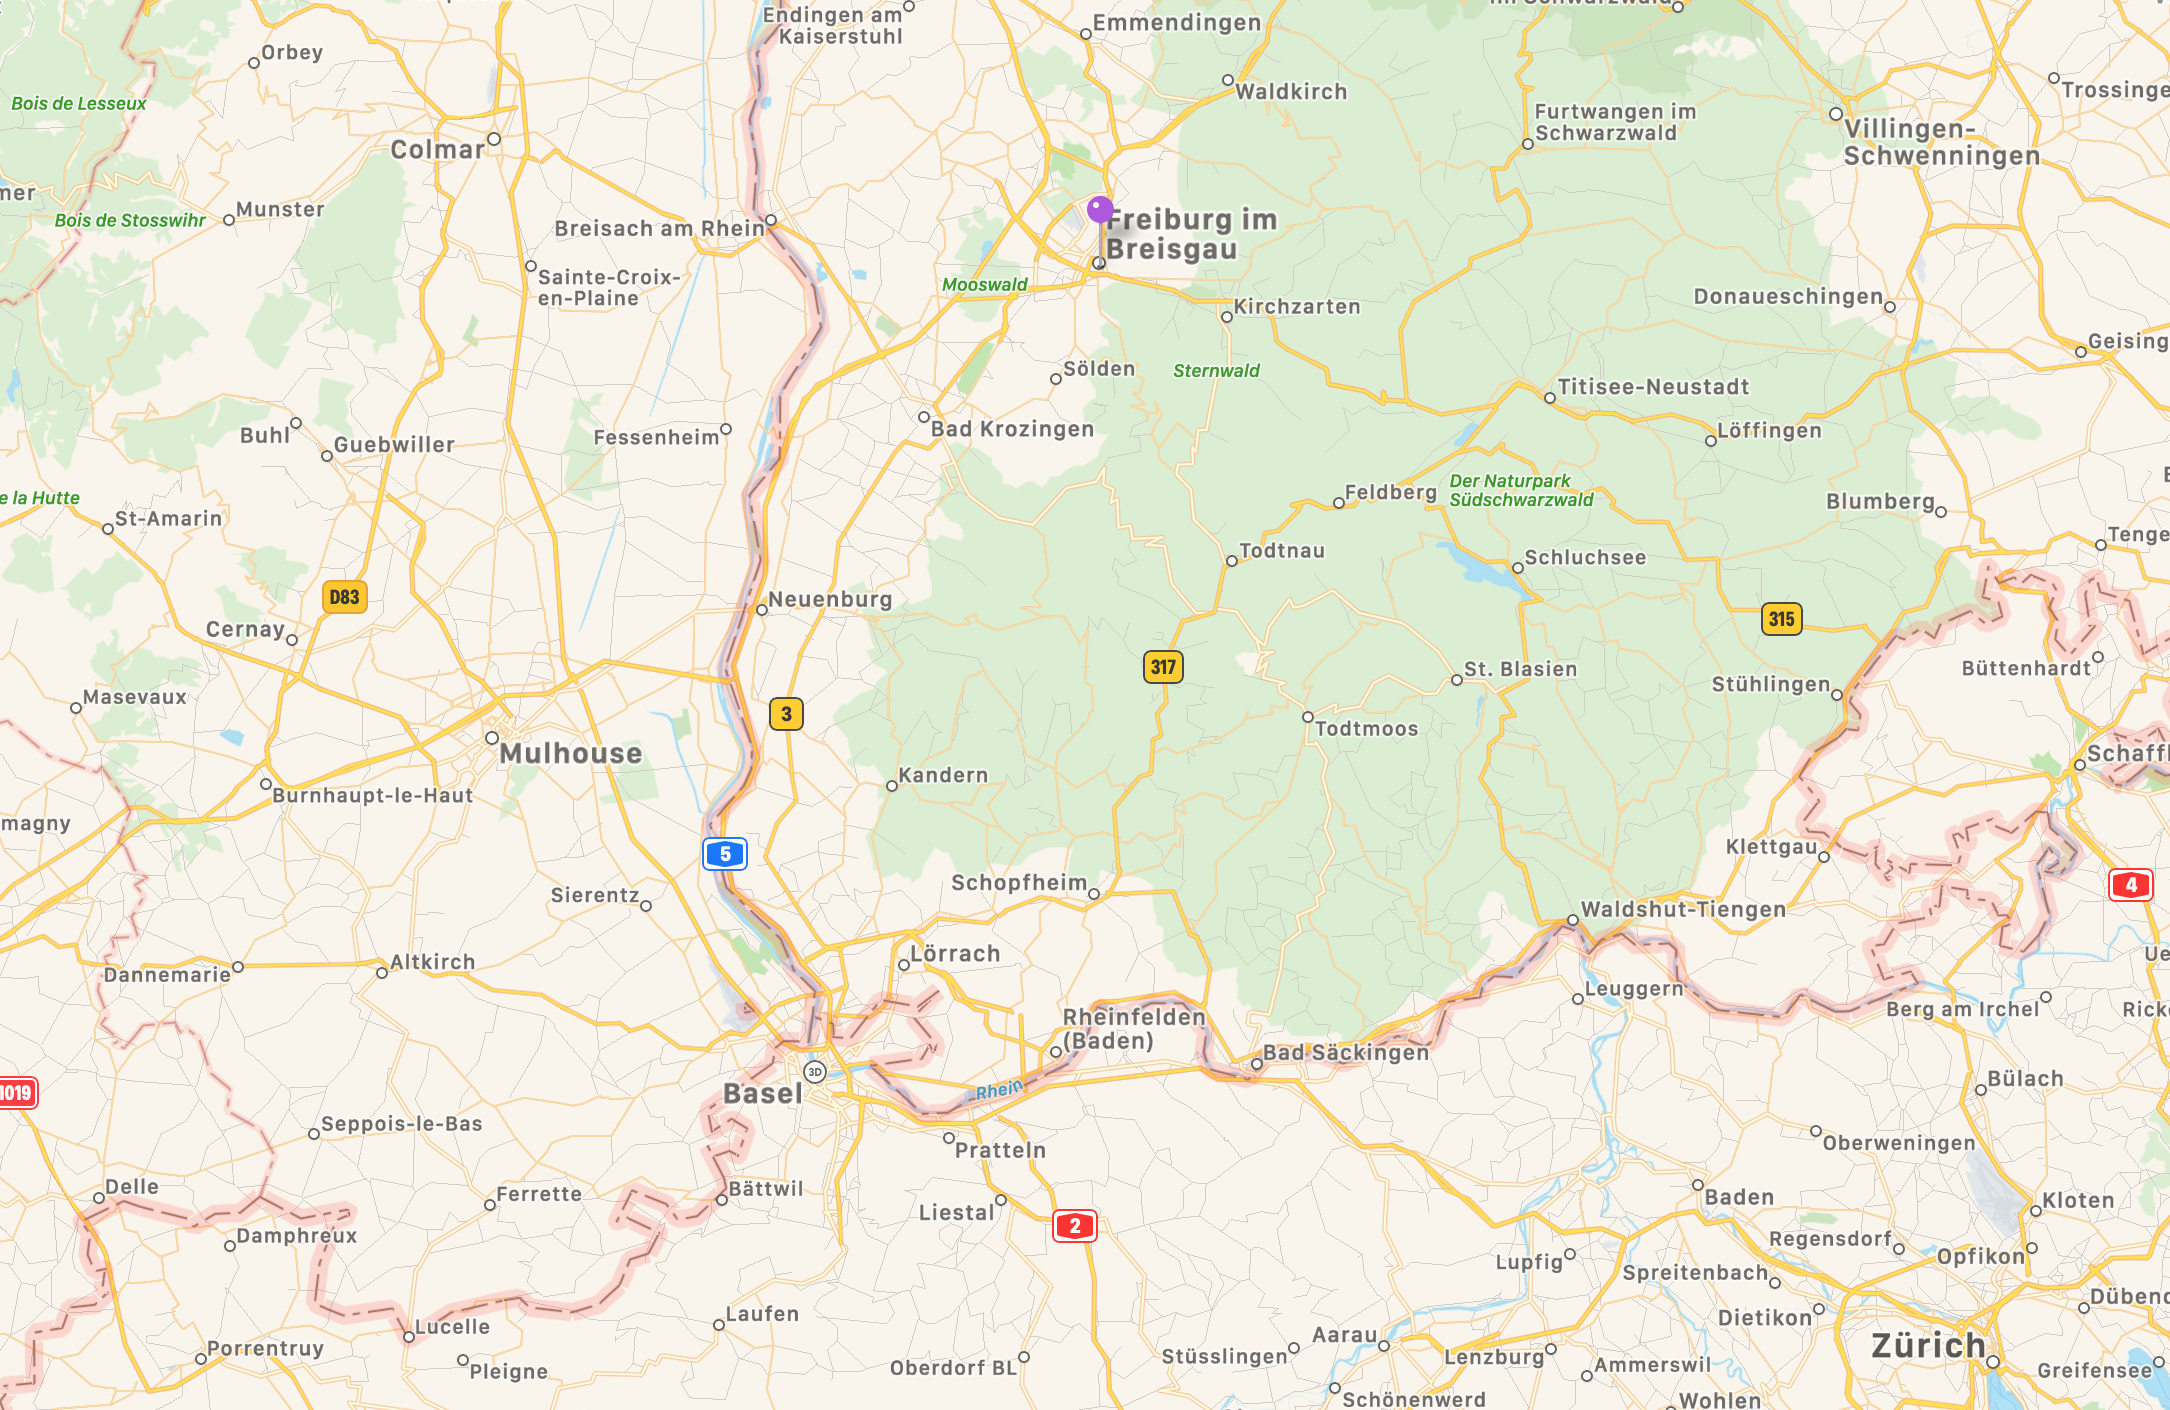 Endingen am
Kaiserstuhl
Emmendingen
Orbey
Waldkirch
Trossinge
Bois de Lesseux
Furtwangen im
Schwarzwald
Villingen-
Schwenningen
Colmar
Munster
Bois de Stosswihr
Breisach am Rhein
Freiburg im
Breisgau
Sainte-Croix-
en-Plaine
Mooswald
Kirchzarten
Donaueschingen
Geising
Sölden
Sternwald
Titisee-Neustadt
Buhl
Guebwiller
Fessenheim
Bad Krozingen
Löffingen
e la Hutte
St-Amarin
Feldberg
Der Naturpark
Südschwarzwald
Blumberg
Todtnau
Schluchsee
Tenge
D83
Neuenburg
315
Cernay
317
St. Blasien
Büttenhardt
Stühlingen
Masevaux
3
Todtmoos
Mulhouse
Schaffh
Kandern
Burnhaupt-le-Haut
magny
5
Klettgau
4
Sierentz
Schopfheim
Waldshut-Tiengen
Lörrach
Altkirch
Dannemarie
Ue
Leuggern
Berg am Irchel
Rick
Rheinfelden
(Baden)
Bad Säckingen
3D
Basel
Rhein
1019
Bülach
Seppois-le-Bas
Pratteln
Oberweningen
Delle
Ferrette
Bättwil
Baden
Kloten
Liestal
2
Damphreux
Regensdorf
Opfikon
Lupfig
Spreitenbach
Dübend
Laufen
Dietikon
Lucelle
Aarau
Zürich
Porrentruy
Pleigne
Oberdorf BL
Stüsslingen
Lenzburg
Ammerswil
Greifensee
Schönenwerd
Wohlen